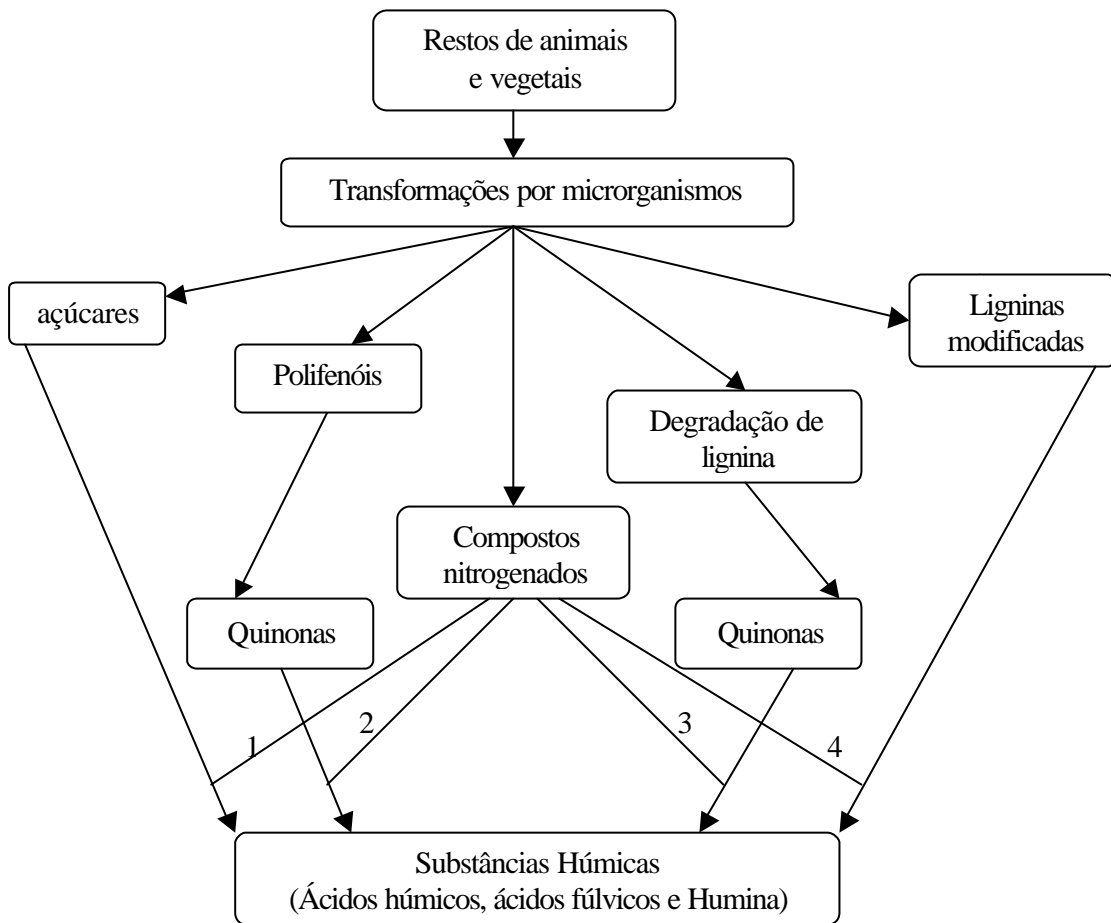 Restos de animais
e vegetais
Transformações por microrganismos
açúcares
Ligninas
modificadas
Polifenóis
Degradação de
lignina
Compostos
nitrogenados
Quinonas
Quinonas
1
2
3
4
Substâncias Húmicas
(Ácidos húmicos, ácidos fúlvicos e Humina)